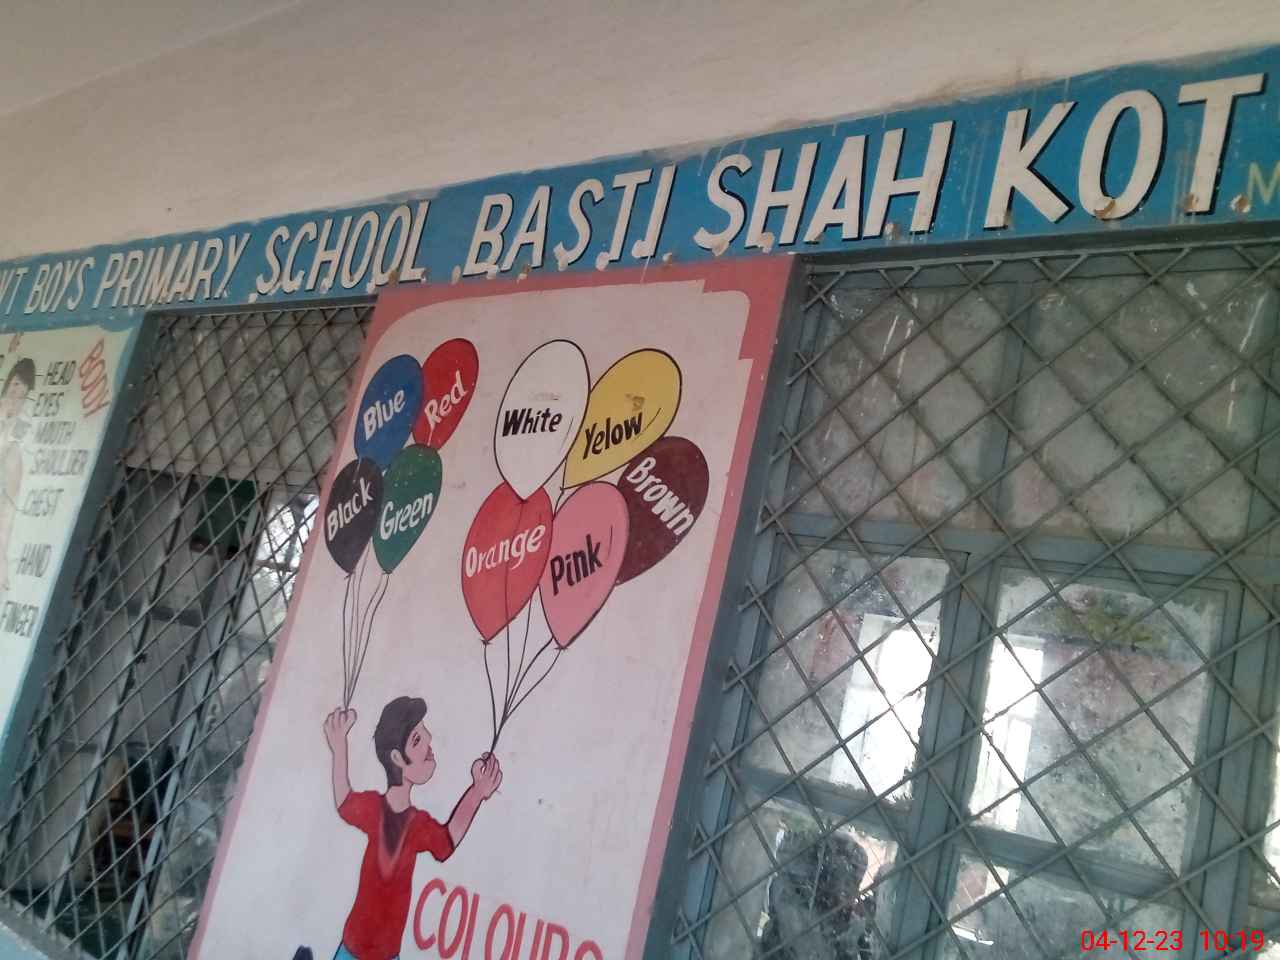 BOYS PRIMARY SCHOOL BASTI SHAH KOT
BODY
HEAD
EYES
MOUTH
SHOULDER
CHEST
HAND
FINGER
Blue
Red
White
Yelow
Black
Green
Orange
Pink
Brown
COLOURS
04-12-23 10:19